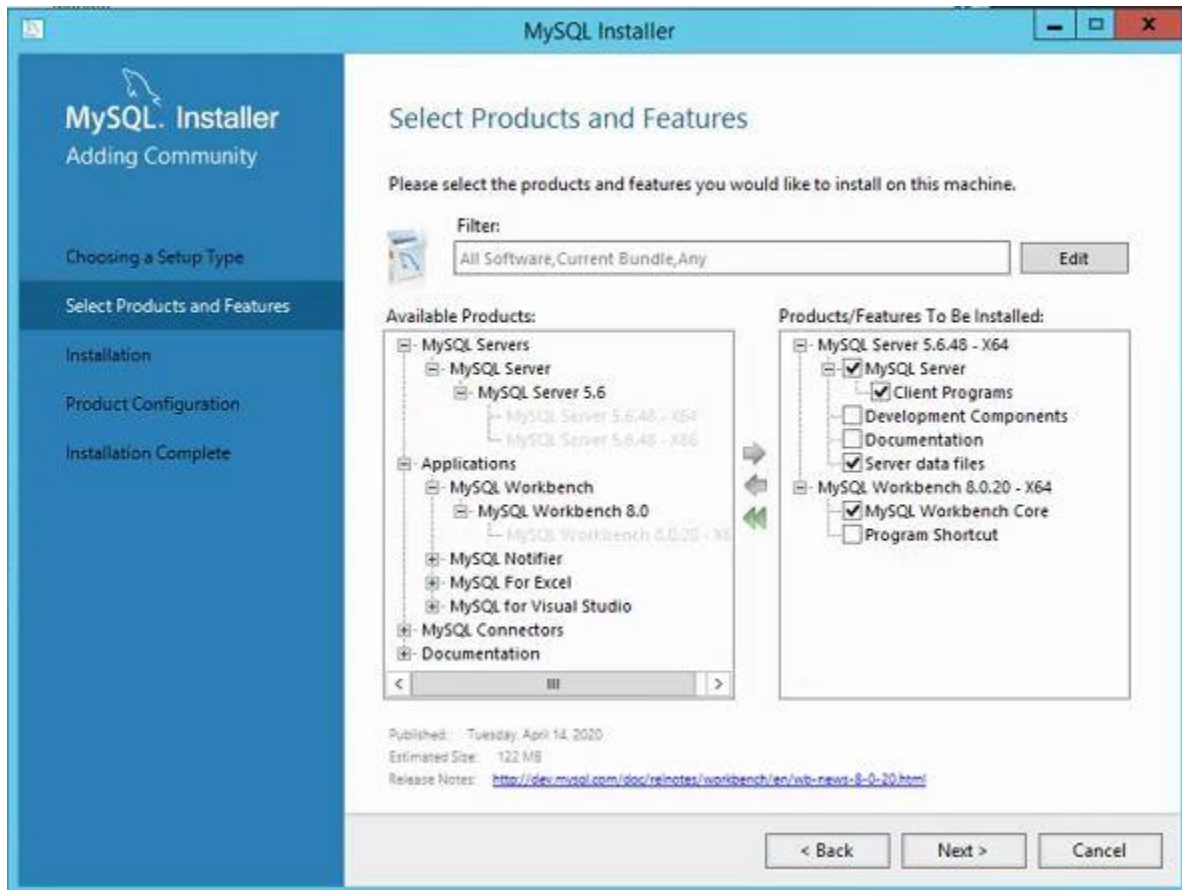 MySQL Installer
MySQL. Installer
Adding Community
Choosing a Setup Type
Select Products and Features
Installation
Product Configuration
Installation Complete
Select Products and Features
Please select the products and features you would like to install on this machine.
Filter:
All Software,Current Bundle,Any
Edit
Available Products:
MySQL Servers
MySQL Server
MySQL Server 5.6
MySQL Server 5.6.48 - X64
MySQL Server 5.6.48 - X86
Applications
MySQL Workbench
MySQL Workbench 8.0
MySQL Workbench 8.0.20 - X6
MySQL Notifier
MySQL For Excel
MySQL for Visual Studio
MySQL Connectors
Documentation
Products/Features To Be Installed:
MySQL Server 5.6.48 - X64
MySQL Server
Client Programs
Development Components
Documentation
Server data files
MySQL Workbench 8.0.20 - X64
MySQL Workbench Core
Program Shortcut
Published: Tuesday, April 14, 2020
Estimated Size: 122 MB
Release Notes: http://dev.mysql.com/doc/relnotes/workbench/en/wb-news-8-0-20.html
< Back Next > Cancel